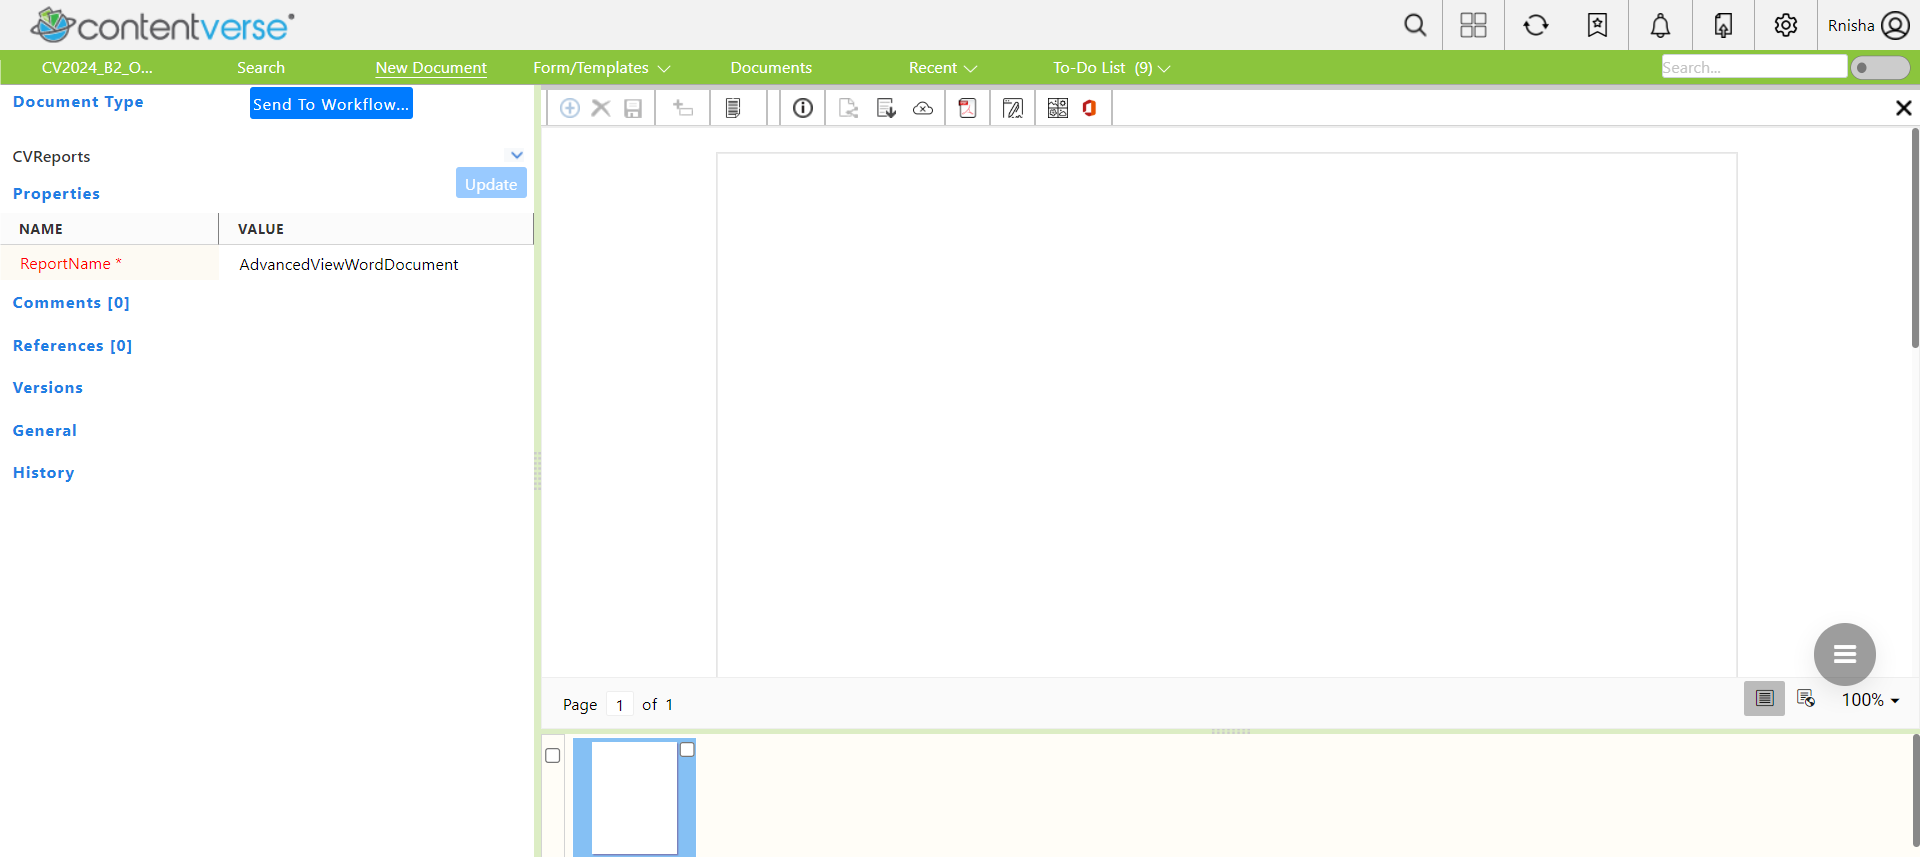 contentverse
Rnisha
CV2024_B2_O...
Search
New Document
Form/Templates
Documents
Recent
To-Do List (9)
Search...
Document Type
Send To Workflow...
CVReports
Update
Properties
NAME
VALUE
ReportName *
AdvancedViewWordDocument
Comments [0]
References [0]
Versions
General
History
Page 1 of 1
100%